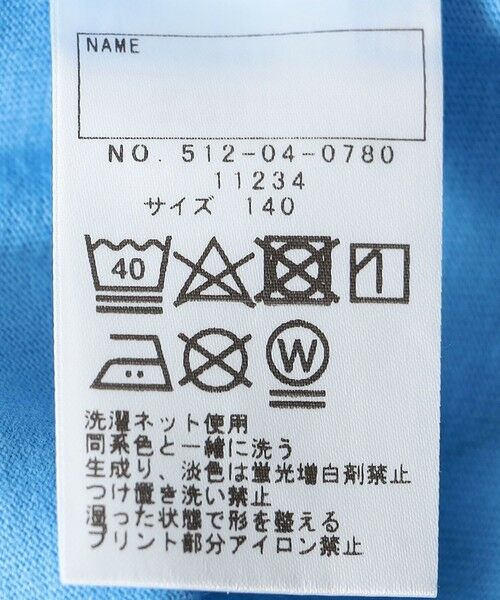 NAME
NO. 512-04-0780
11234
サイズ 140
40
W
洗濯ネット使用
同系色と一緒に洗う
生成り、淡色は蛍光増白剤禁止
つけ置き洗い禁止
湿った状態で形を整える
プリント部分アイロン禁止